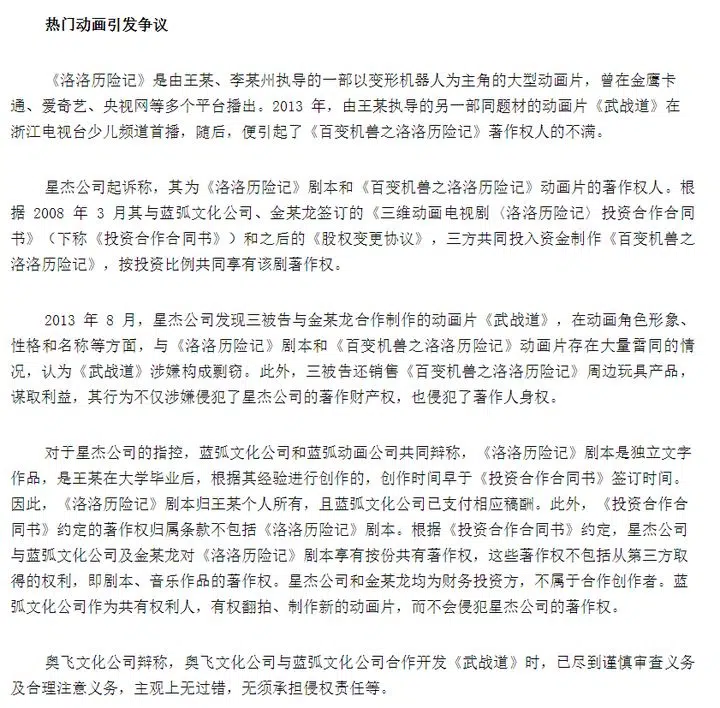 热门动画引发争议
《洛洛历险记》是由王某、李某州执导的一部以变形机器人为主角的大型动画片，曾在金鹰卡
通、爱奇艺、央视网等多个平台播出。2013 年，由王某执导的另一部同题材的动画片《武战道》在
浙江电视台少儿频道首播，随后，便引起了《百变机兽之洛洛历险记》著作权人的不满。
星杰公司起诉称，其为《洛洛历险记》剧本和《百变机兽之洛洛历险记》动画片的著作权人。根
据 2008 年 3 月其与蓝弧文化公司、金某龙签订的《三维动画电视剧〈洛洛历险记〉投资合作合同
书》（下称《投资合作合同书》）和之后的《股权变更协议》，三方共同投入资金制作《百变机兽之
洛洛历险记》，按投资比例共同享有该剧著作权。
2013 年 8 月，星杰公司发现三被告与金某龙合作制作的动画片《武战道》，在动画角色形象、
性格和名称等方面，与《洛洛历险记》剧本和《百变机兽之洛洛历险记》动画片存在大量雷同的情
况，认为《武战道》涉嫌构成剽窃。此外，三被告还销售《百变机兽之洛洛历险记》周边玩具产品，
谋取利益，其行为不仅涉嫌侵犯了星杰公司的著作财产权，也侵犯了著作人身权。
对于星杰公司的指控，蓝弧文化公司和蓝弧动画公司共同辩称，《洛洛历险记》剧本是独立文字
作品，是王某在大学毕业后，根据其经验进行创作的，创作时间早于《投资合作合同书》签订时间。
因此，《洛洛历险记》剧本归王某个人所有，且蓝弧文化公司已支付相应稿酬。此外，《投资合作合
同书》约定的著作权归属条款不包括《洛洛历险记》剧本。根据《投资合作合同书》约定，星杰公司
与蓝弧文化公司及金某龙对《洛洛历险记》剧本享有按份共有著作权，这些著作权不包括从第三方取
得的权利，即剧本、音乐作品的著作权。星杰公司和金某龙均为财务投资方，不属于合作创作者。蓝
弧文化公司作为共有权利人，有权翻拍、制作新的动画片，而不会侵犯星杰公司的著作权。
奥飞文化公司辩称，奥飞文化公司与蓝弧文化公司合作开发《武战道》时，已尽到谨慎审查义务
及合理注意义务，主观上无过错，无须承担侵权责任等。